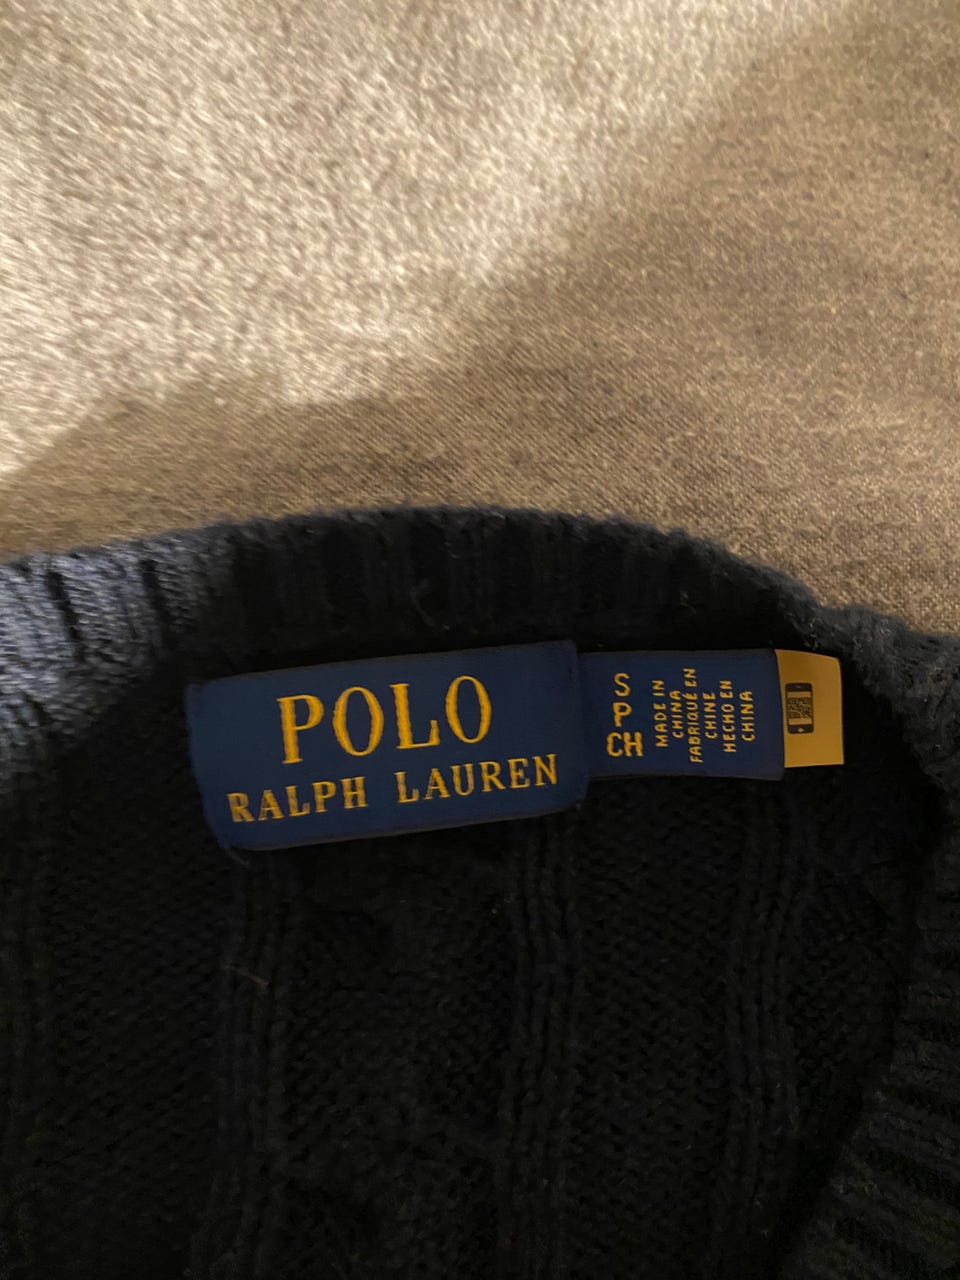 POLO
RALPH LAUREN
S
P
CH
MADE IN
CHINA
FABRIQUÉ EN
CHINE
HECHO EN
CHINA